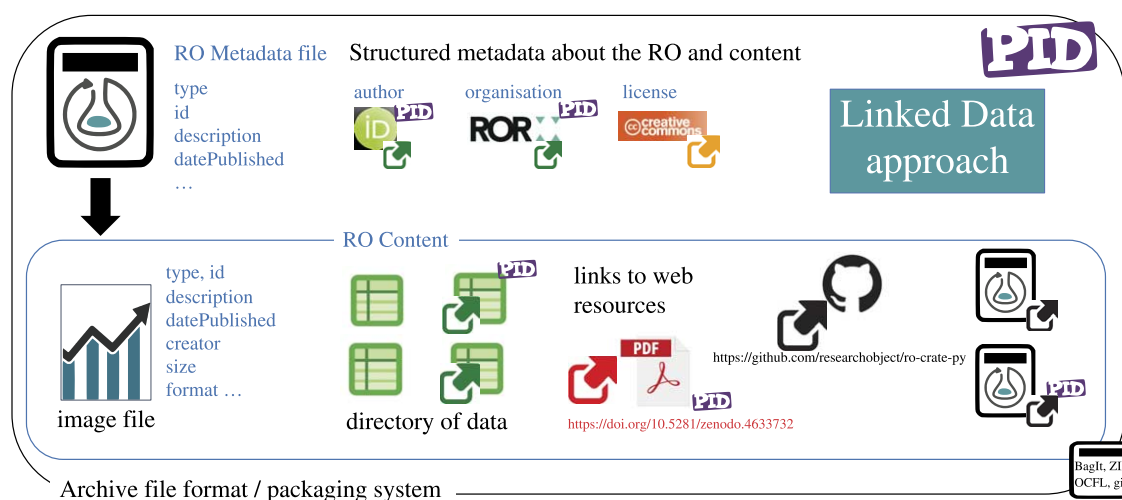 RO Metadata file
Structured metadata about the RO and content
PID
type
id
description
datePublished
…
author
organisation
license
iD
PID
ROR
PID
creative commons
Linked Data
approach
RO Content
type, id
description
datePublished
creator
size
format …
image file
PID
directory of data
links to web
resources
PDF
PID
https://doi.org/10.5281/zenodo.4633732
https://github.com/researchobject/ro-crate-py
PID
Archive file format / packaging system
BagIt,
OCFL,